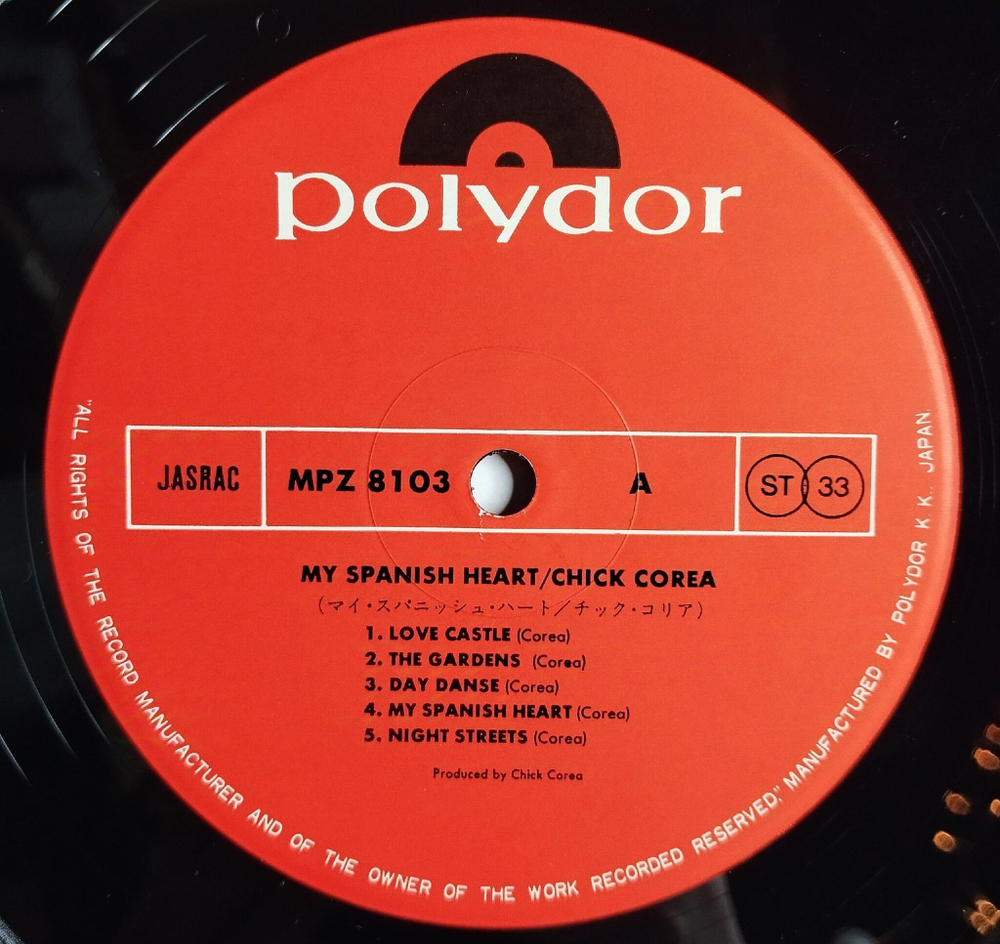 polydor
JASRAC
MPZ 8103
A
ST 33
MY SPANISH HEART/CHICK COREA
(マイ・スパニッシュ・ハート/チック・コリア)
1. LOVE CASTLE (Corea)
2. THE GARDENS (Corea)
3. DAY DANSE (Corea)
4. MY SPANISH HEART (Corea)
5. NIGHT STREETS (Corea)
Produced by Chick Corea
"ALL RIGHTS OF THE RECORD MANUFACTURER AND OF THE OWNER OF THE WORK RECORDED RESERVED." MANUFACTURED BY POLYDOR K.K., JAPAN.